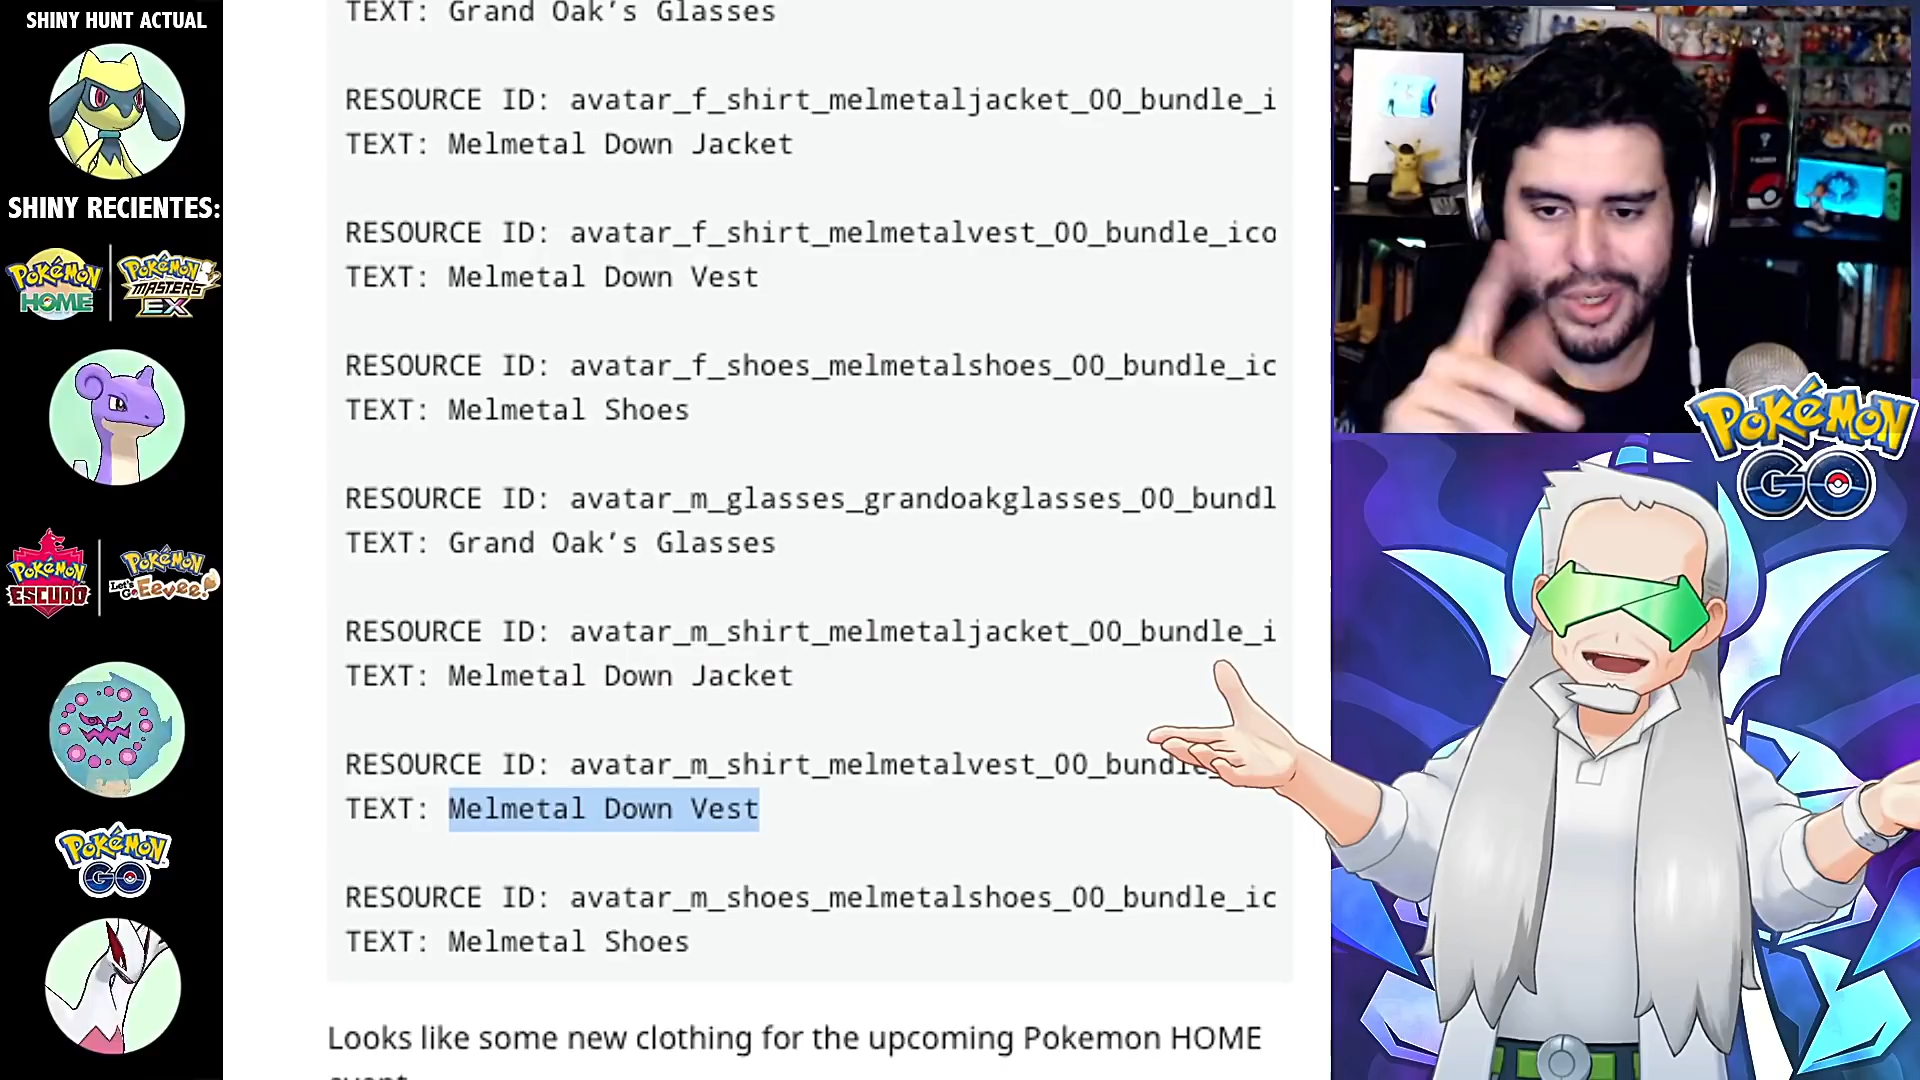 SHINY HUNT ACTUAL
SHINY RECIENTES:
POKéMON
HOME
POKéMON
MASTERS
EX
POKéMON
ESCUDO
POKéMON
Let's Go
Eevee!
POKéMON
GO
TEXT: Grand Oak’s Glasses
RESOURCE ID: avatar_f_shirt_melmetaljacket_00_bundle_i
TEXT: Melmetal Down Jacket
RESOURCE ID: avatar_f_shirt_melmetalvest_00_bundle_ico
TEXT: Melmetal Down Vest
RESOURCE ID: avatar_f_shoes_melmetalshoes_00_bundle_ic
TEXT: Melmetal Shoes
RESOURCE ID: avatar_m_glasses_grandoakglasses_00_bundl
TEXT: Grand Oak’s Glasses
RESOURCE ID: avatar_m_shirt_melmetaljacket_00_bundle_i
TEXT: Melmetal Down Jacket
RESOURCE ID: avatar_m_shirt_melmetalvest_00_bundle_
TEXT: Melmetal Down Vest
RESOURCE ID: avatar_m_shoes_melmetalshoes_00_bundle_ic
TEXT: Melmetal Shoes
Looks like some new clothing for the upcoming Pokemon HOME
POKéMON
GO